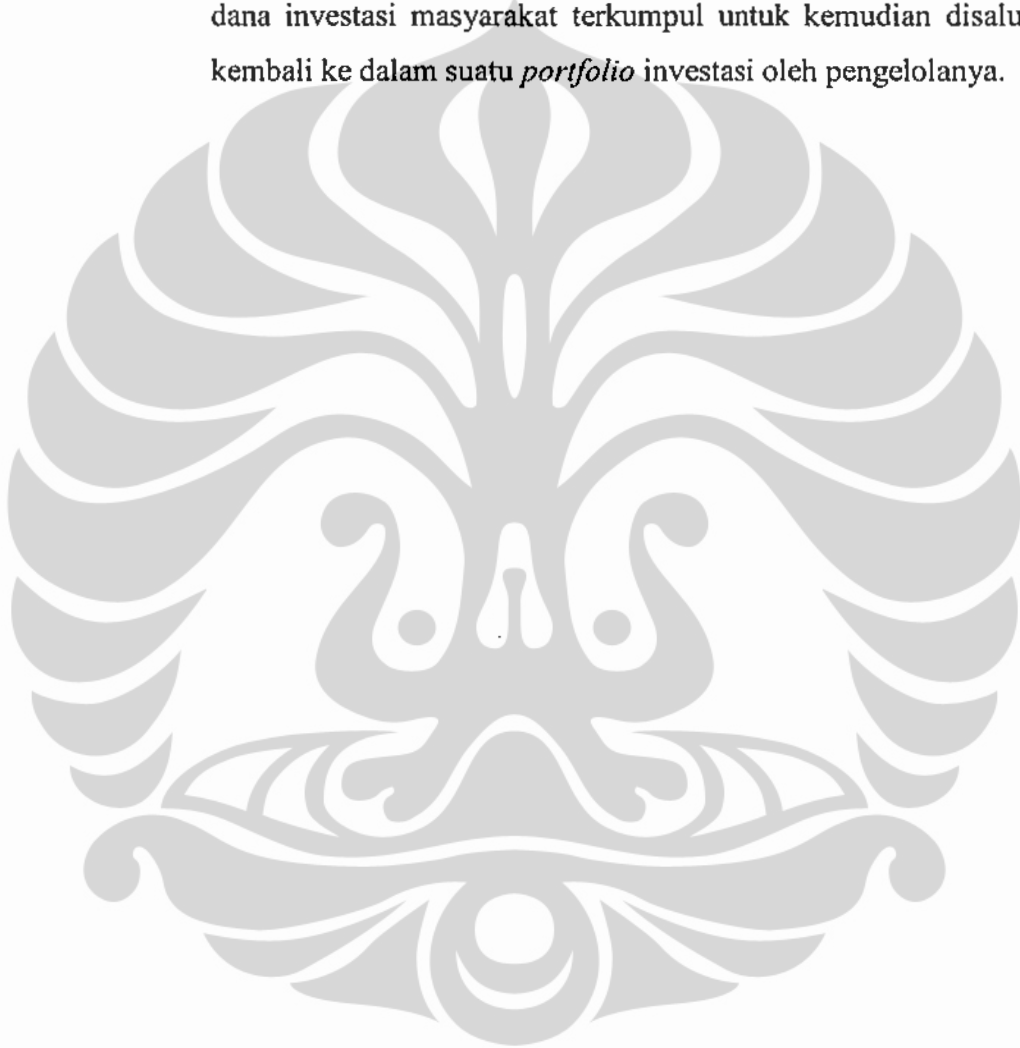 dana investasi masyarakat terkumpul untuk kemudian disalu
kembali ke dalam suatu portfolio investasi oleh pengelolanya.